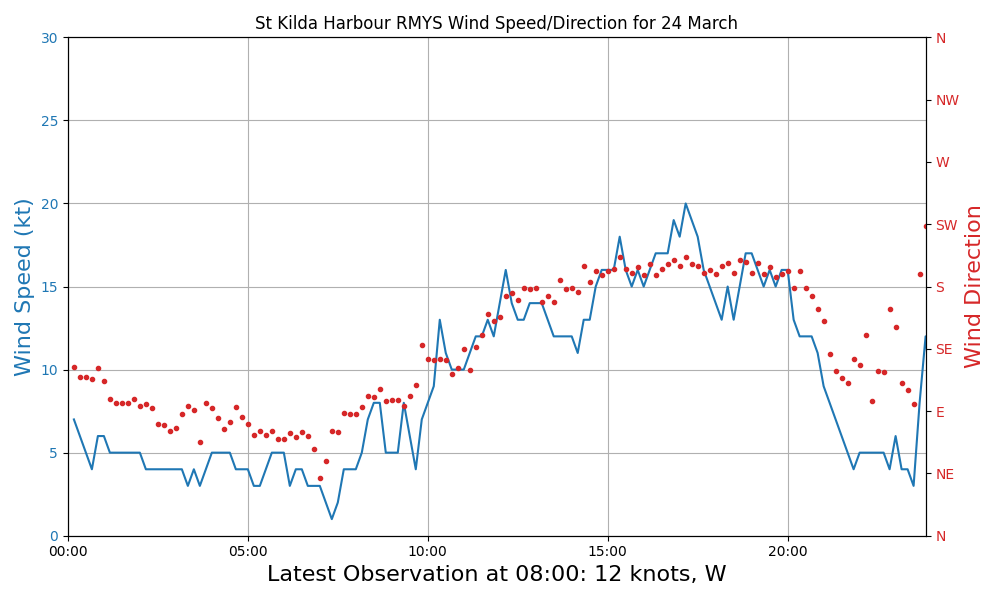 St Kilda Harbour RMYS Wind Speed/Direction for 24 March
30
25
20
15
10
5
0
Wind Speed (kt)
N
NW
W
SW
S
SE
E
NE
N
Wind Direction
00:00 05:00 10:00 15:00 20:00
Latest Observation at 08:00: 12 knots, W